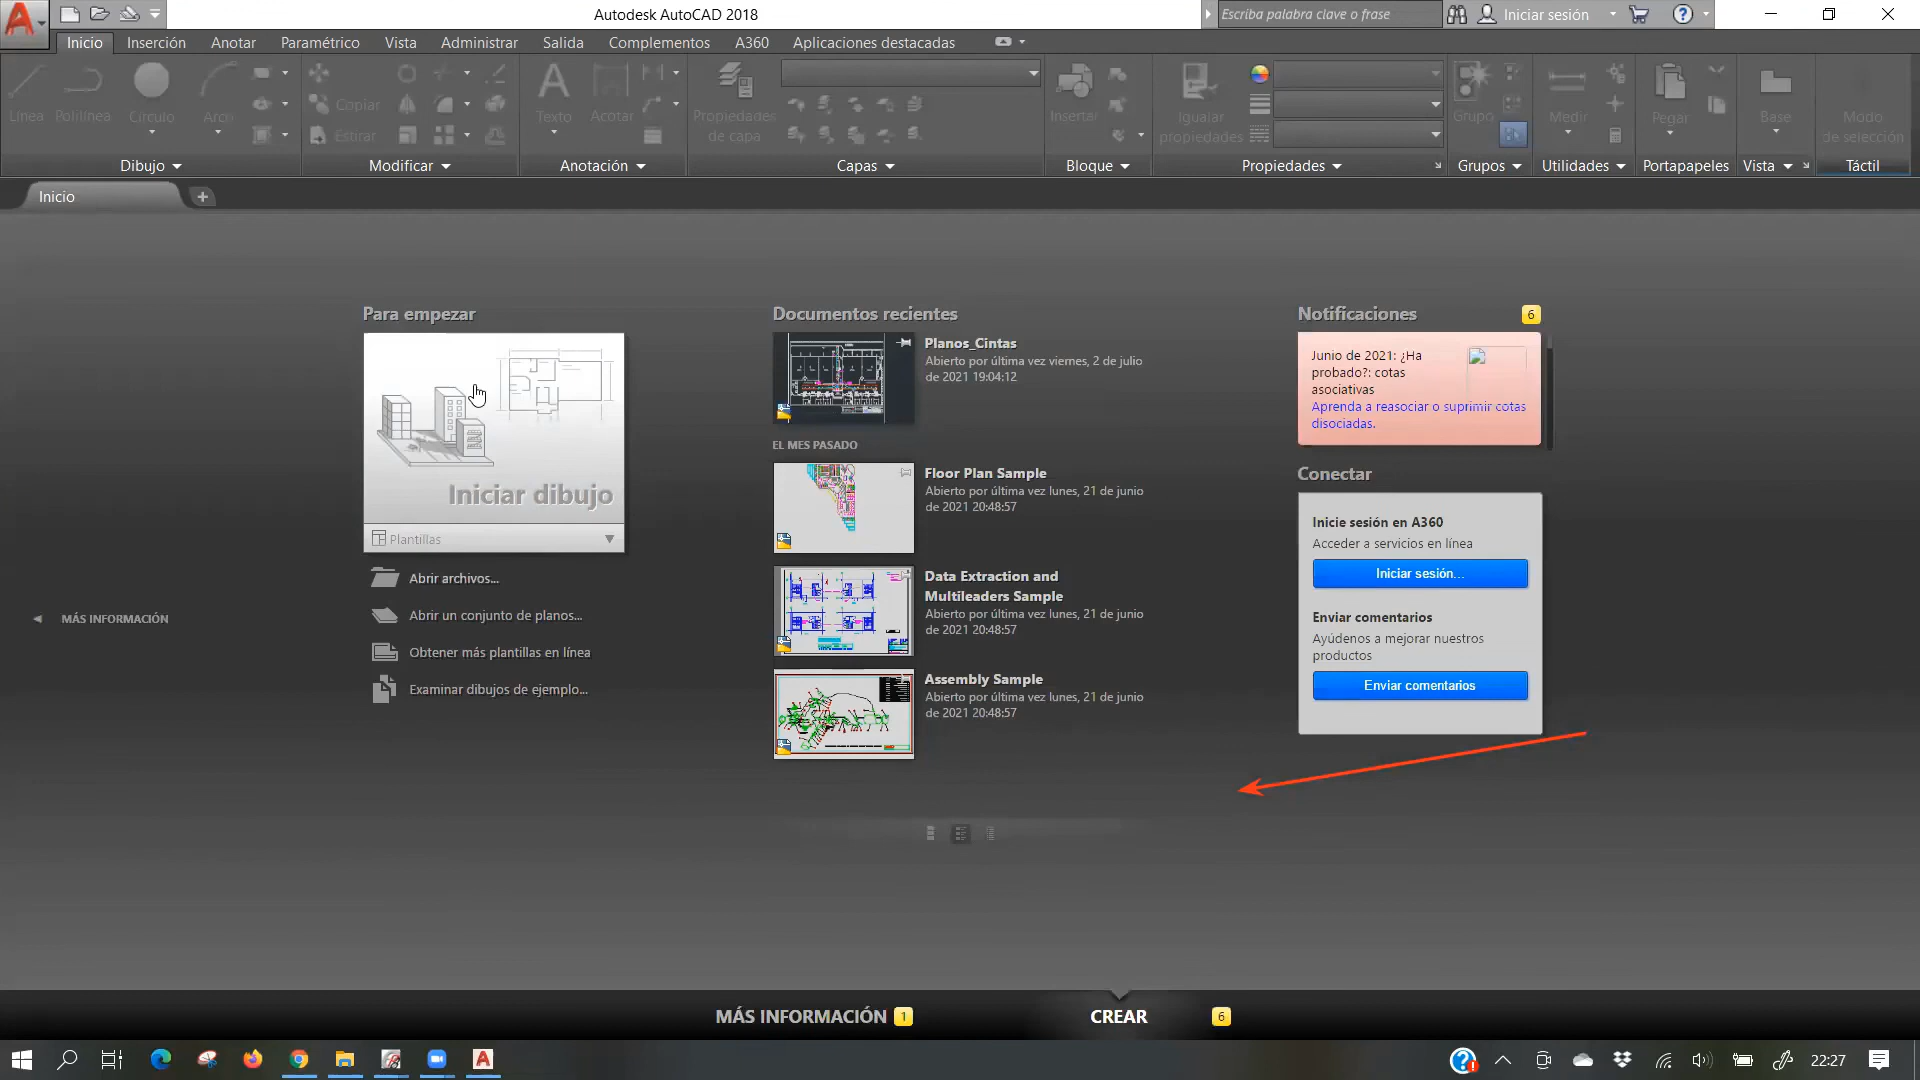 Autodesk AutoCAD 2018
Escriba palabra clave o frase
Iniciar sesión
Inicio
Inserción
Anotar
Paramétrico
Vista
Administrar
Salida
Complementos
A360
Aplicaciones destacadas
Línea
Polilínea
Círculo
Arco
Copiar
Estirar
Texto
Acotar
Propiedades
de capa
Insertar
Igualar
propiedades
Grupo
Medir
Pegar
Base
Modo
de selección
Dibujo
Modificar
Anotación
Capas
Bloque
Propiedades
Grupos
Utilidades
Portapapeles
Vista
Táctil
Inicio
Para empezar
Iniciar dibujo
Plantillas
Abrir archivos...
Abrir un conjunto de planos...
Obtener más plantillas en línea
Examinar dibujos de ejemplo...
MÁS INFORMACIÓN
Documentos recientes
Planos_Cintas
Abierto por última vez viernes, 2 de julio
de 2021 19:04:12
EL MES PASADO
Floor Plan Sample
Abierto por última vez lunes, 21 de junio
de 2021 20:48:57
Data Extraction and
Multileaders Sample
Abierto por última vez lunes, 21 de junio
de 2021 20:48:57
Assembly Sample
Abierto por última vez lunes, 21 de junio
de 2021 20:48:57
Notificaciones
6
Junio de 2021: ¿Ha
probado?: cotas
asociativas
Aprenda a reasociar o suprimir cotas
disociadas.
Conectar
Inicie sesión en A360
Acceder a servicios en línea
Iniciar sesión...
Enviar comentarios
Ayúdenos a mejorar nuestros
productos
Enviar comentarios
MÁS INFORMACIÓN 1
CREAR
6
22:27